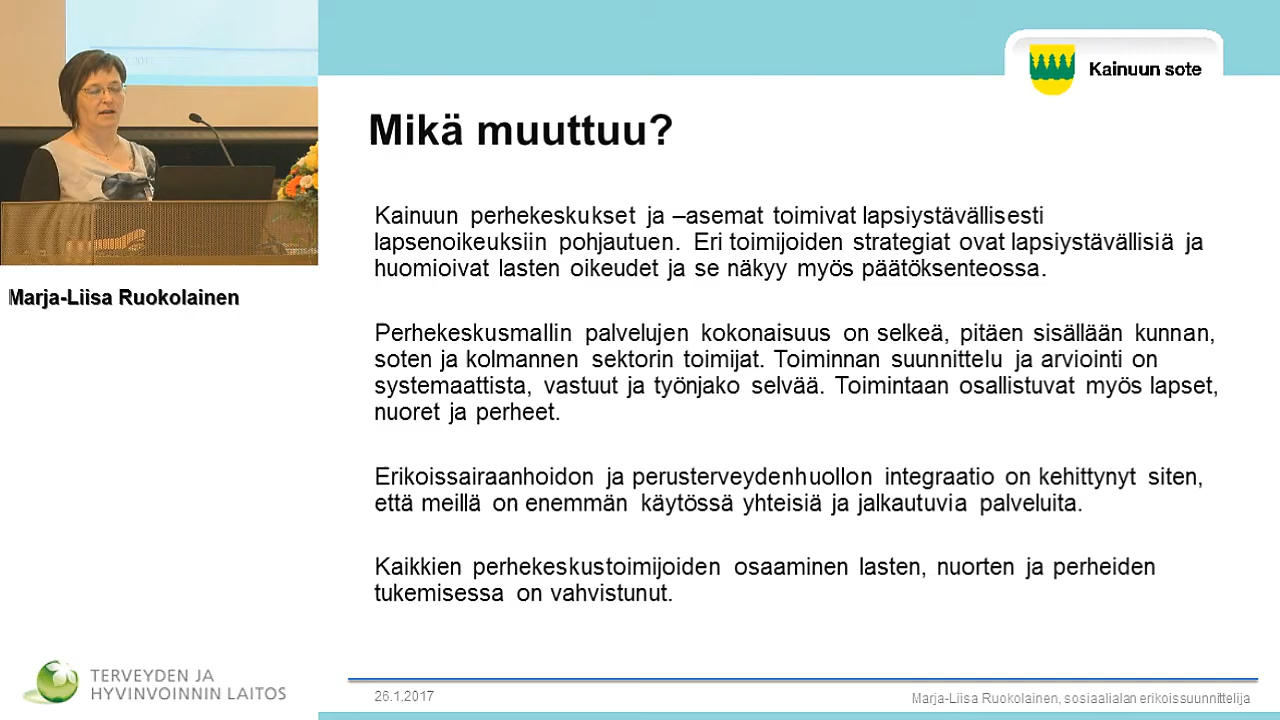 Kainuun sote
Mikä muuttuu?
Kainuun perhekeskukset ja –asemat toimivat lapsiystävällisesti
lapsenoikeuksiin pohjautuen. Eri toimijoiden strategiat ovat lapsiystävällisiä ja
huomioivat lasten oikeudet ja se näkyy myös päätöksenteossa.
Marja-Liisa Ruokolainen
Perhekeskusmallin palvelujen kokonaisuus on selkeä, pitäen sisällään kunnan,
soten ja kolmannen sektorin toimijat. Toiminnan suunnittelu ja arviointi on
systemaattista, vastuut ja työnjako selvää. Toimintaan osallistuvat myös lapset,
nuoret ja perheet.
Erikoissairaanhoidon ja perusterveydenhuollon integraatio on kehittynyt siten,
että meillä on enemmän käytössä yhteisiä ja jalkautuvia palveluita.
Kaikkien perhekeskustoimijoiden osaaminen lasten, nuorten ja perheiden
tukemisessa on vahvistunut.
TERVEYDEN JA
HYVINVOINNIN LAITOS
26.1.2017
Marja-Liisa Ruokolainen, sosiaalialan erikoissuunnittelija